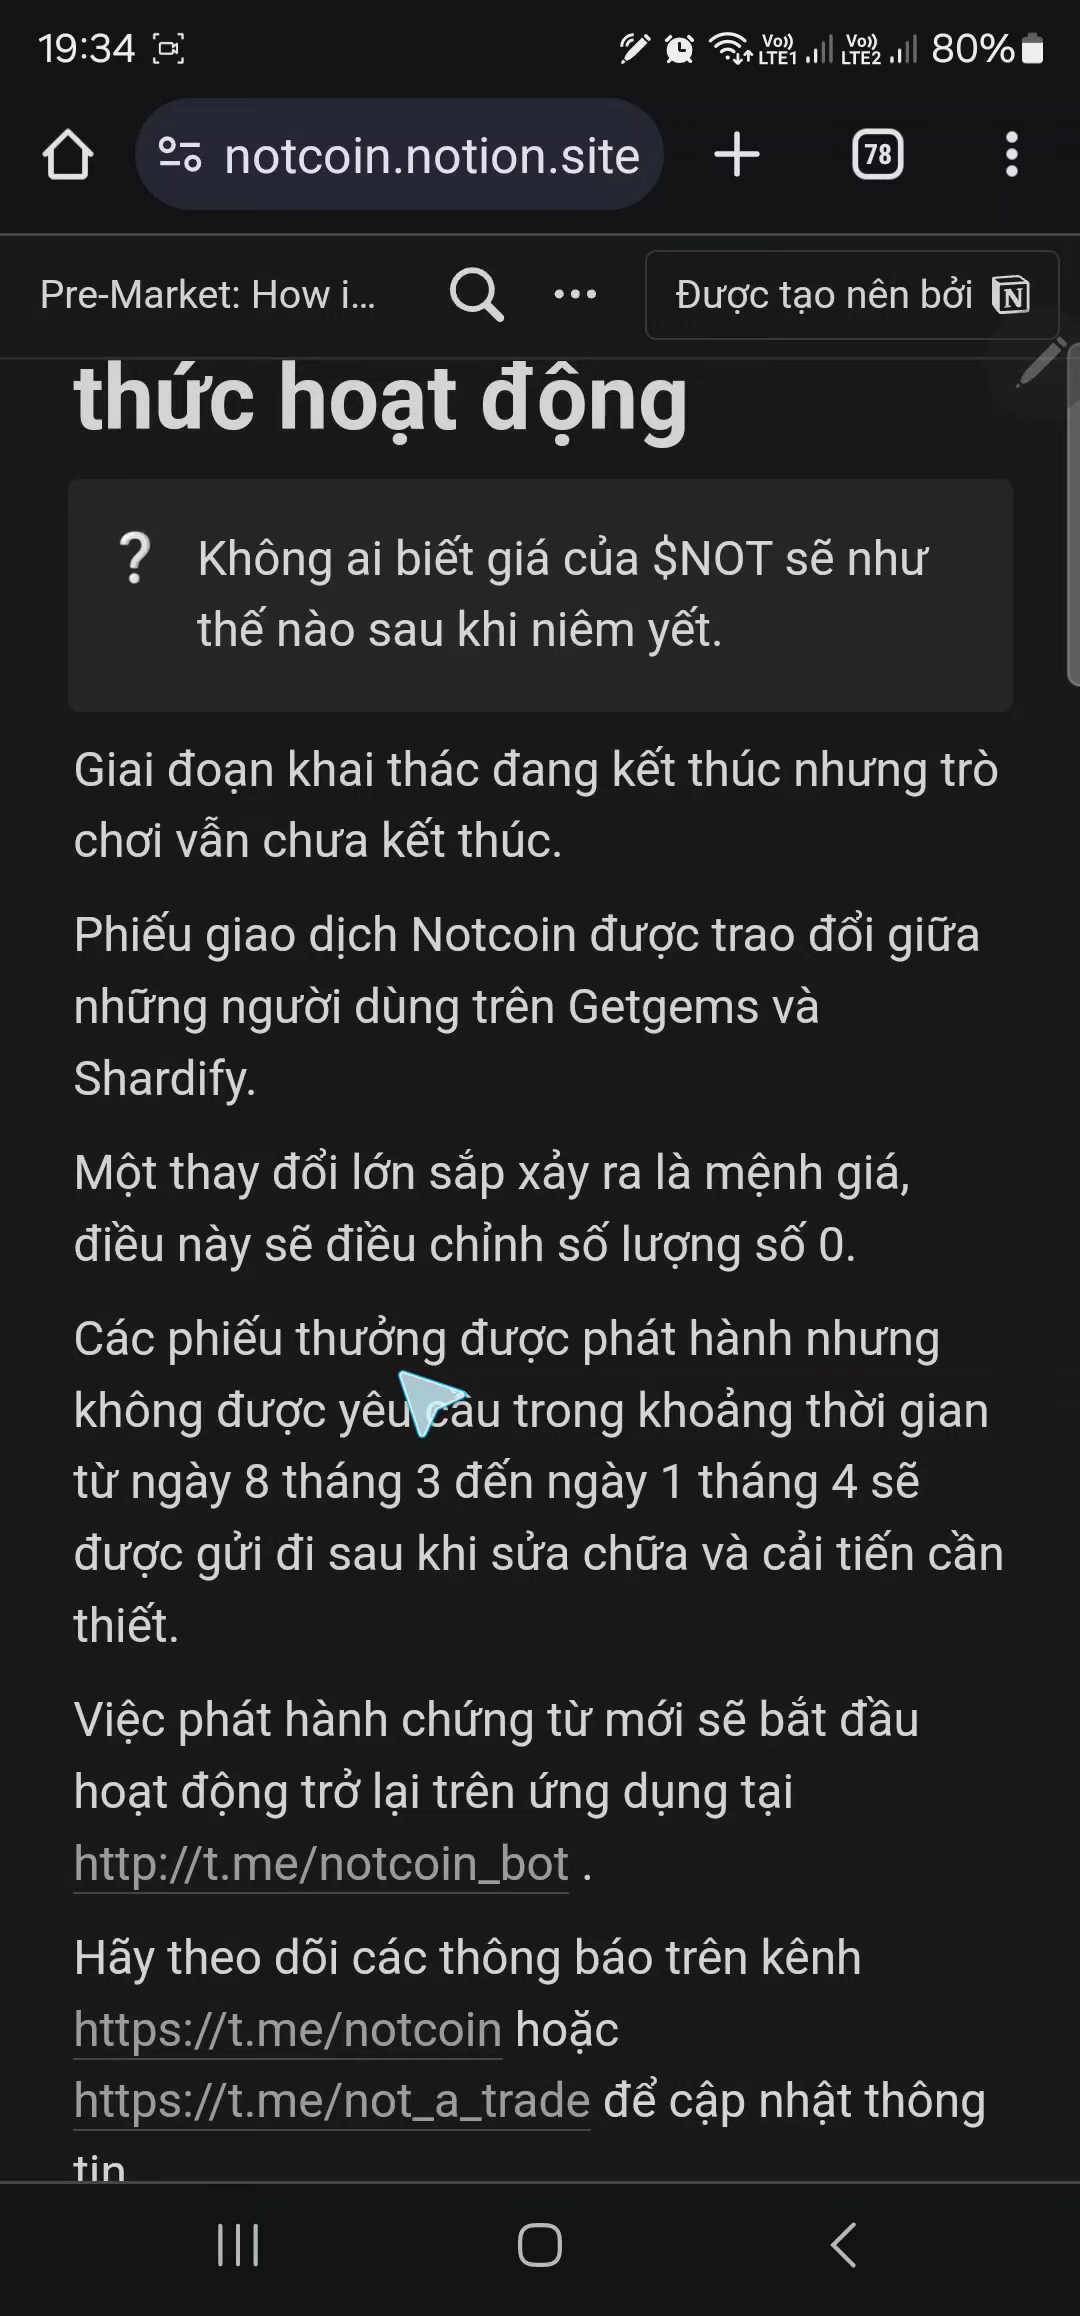 19:34
Vo)) LTE1
Vo)) LTE2
80%
notcoin.notion.site
78
Pre-Market: How i...
Được tạo nên bởi
thức hoạt động
Không ai biết giá của $NOT sẽ như
thế nào sau khi niêm yết.
Giai đoạn khai thác đang kết thúc nhưng trò
chơi vẫn chưa kết thúc.
Phiếu giao dịch Notcoin được trao đổi giữa
những người dùng trên Getgems và
Shardify.
Một thay đổi lớn sắp xảy ra là mệnh giá,
điều này sẽ điều chỉnh số lượng số 0.
Các phiếu thưởng được phát hành nhưng
không được yêu cầu trong khoảng thời gian
từ ngày 8 tháng 3 đến ngày 1 tháng 4 sẽ
được gửi đi sau khi sửa chữa và cải tiến cần
thiết.
Việc phát hành chứng từ mới sẽ bắt đầu
hoạt động trở lại trên ứng dụng tại
http://t.me/notcoin_bot .
Hãy theo dõi các thông báo trên kênh
https://t.me/notcoin hoặc
https://t.me/not_a_trade để cập nhật thông
tin